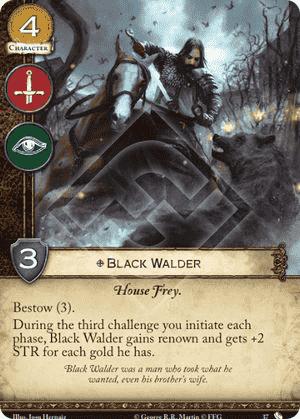 4
CHARACTER
3
BLACK WALDER
House Frey.
Bestow (3).
During the third challenge you initiate each
phase, Black Walder gains renown and gets +2
STR for each gold he has.
Black Walder was a man who took what he
wanted, even his brother's wife.
Illus. Jose Hernaiz © George R.R. Martin © FFG 17